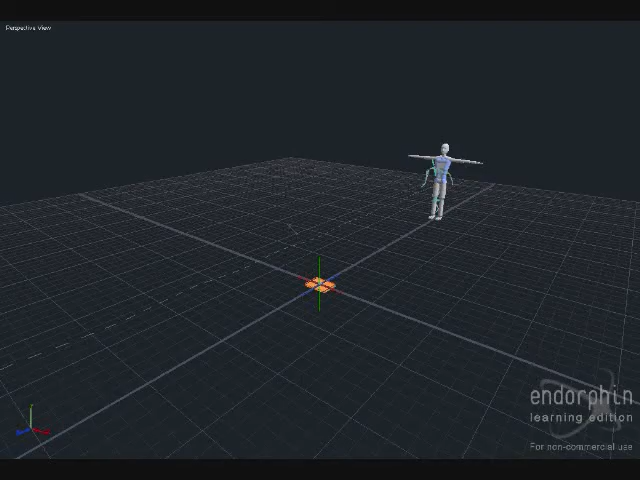 Perspective View
endorphin
learning edition
For non-commercial use